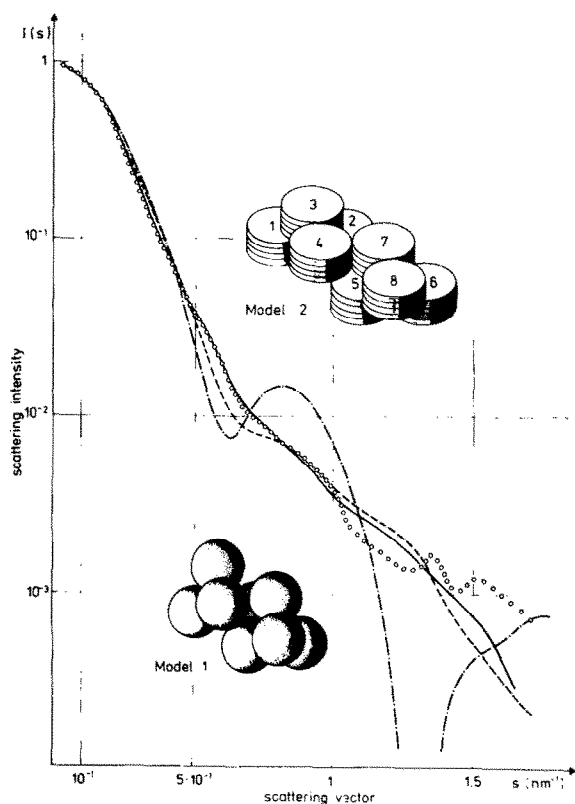 I(s)
1
10⁻¹
10⁻²
10⁻³
scattering intensity
3
1
2
4
7
5
8
6
Model 2
Model 1
10⁻¹
5·10⁻¹
1
1.5
s [nm⁻¹]
scattering vector